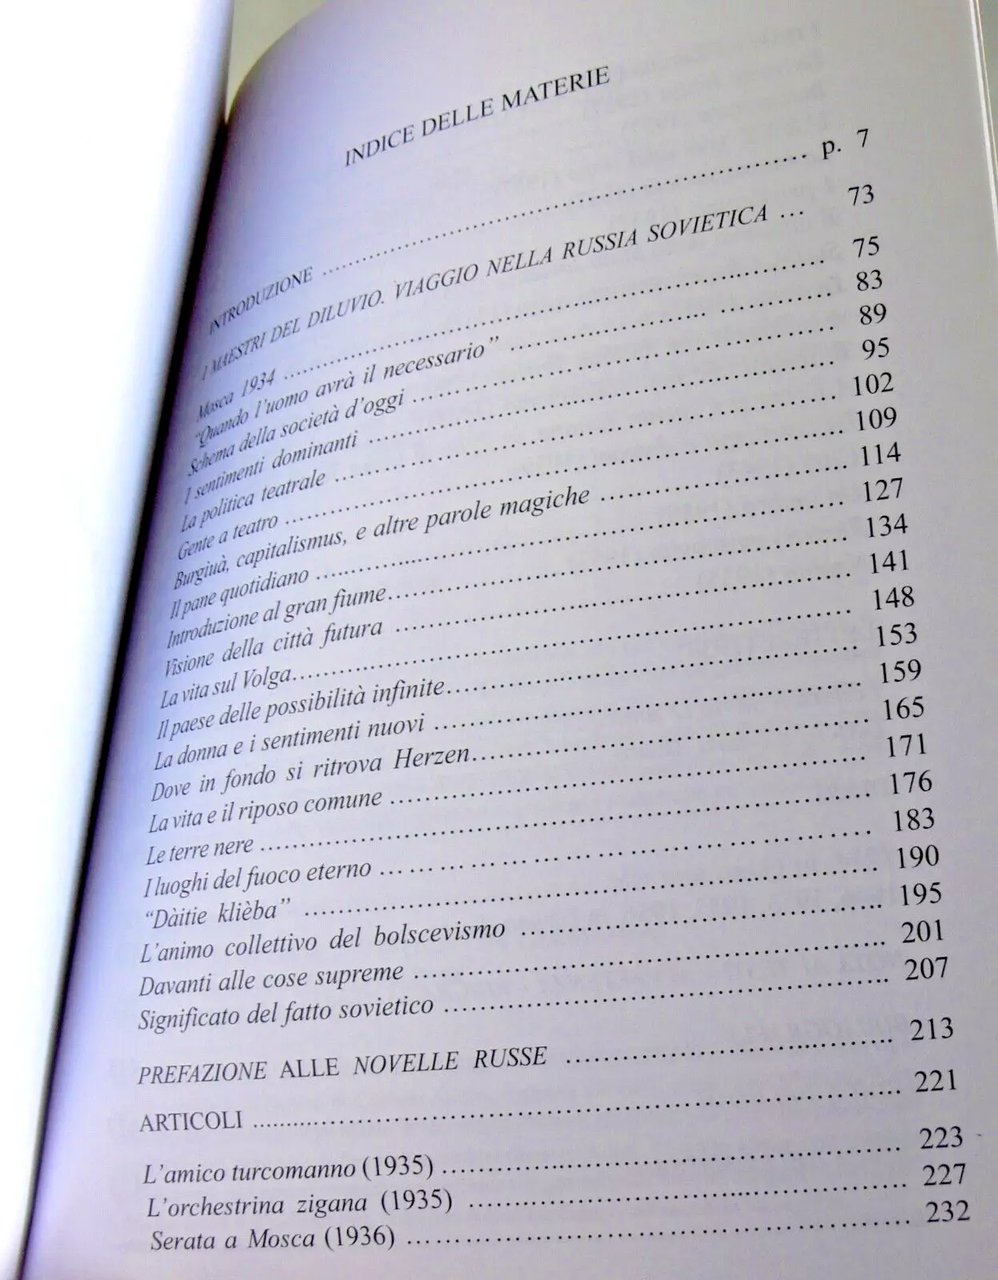 INDICE DELLE MATERIE
INTRODUZIONE .......... p. 7
I MAESTRI DEL DILUVIO. VIAGGIO NELLA RUSSIA SOVIETICA ... 73
Mosca 1934 .......... 75
“Quando l’uomo avrà il necessario” .......... 83
Schema della società d’oggi .......... 89
I sentimenti dominanti .......... 95
La politica teatrale .......... 102
Gente a teatro .......... 109
Burgiuà, capitalismus, e altre parole magiche .......... 114
Il pane quotidiano .......... 127
Introduzione al gran fiume .......... 134
Visione della città futura .......... 141
La vita sul Volga .......... 148
Il paese delle possibilità infinite .......... 153
La donna e i sentimenti nuovi .......... 159
Dove in fondo si ritrova Herzen .......... 165
La vita e il riposo comune .......... 171
Le terre nere .......... 176
I luoghi del fuoco eterno .......... 183
“Dàitie klièba” .......... 190
L’animo collettivo del bolscevismo .......... 195
Davanti alle cose supreme .......... 201
Significato del fatto sovietico .......... 207
PREFAZIONE ALLE NOVELLE RUSSE .......... 213
ARTICOLI .......... 221
L’amico turcomanno (1935) .......... 223
L’orchestrina zigana (1935) .......... 227
Serata a Mosca (1936) .......... 232